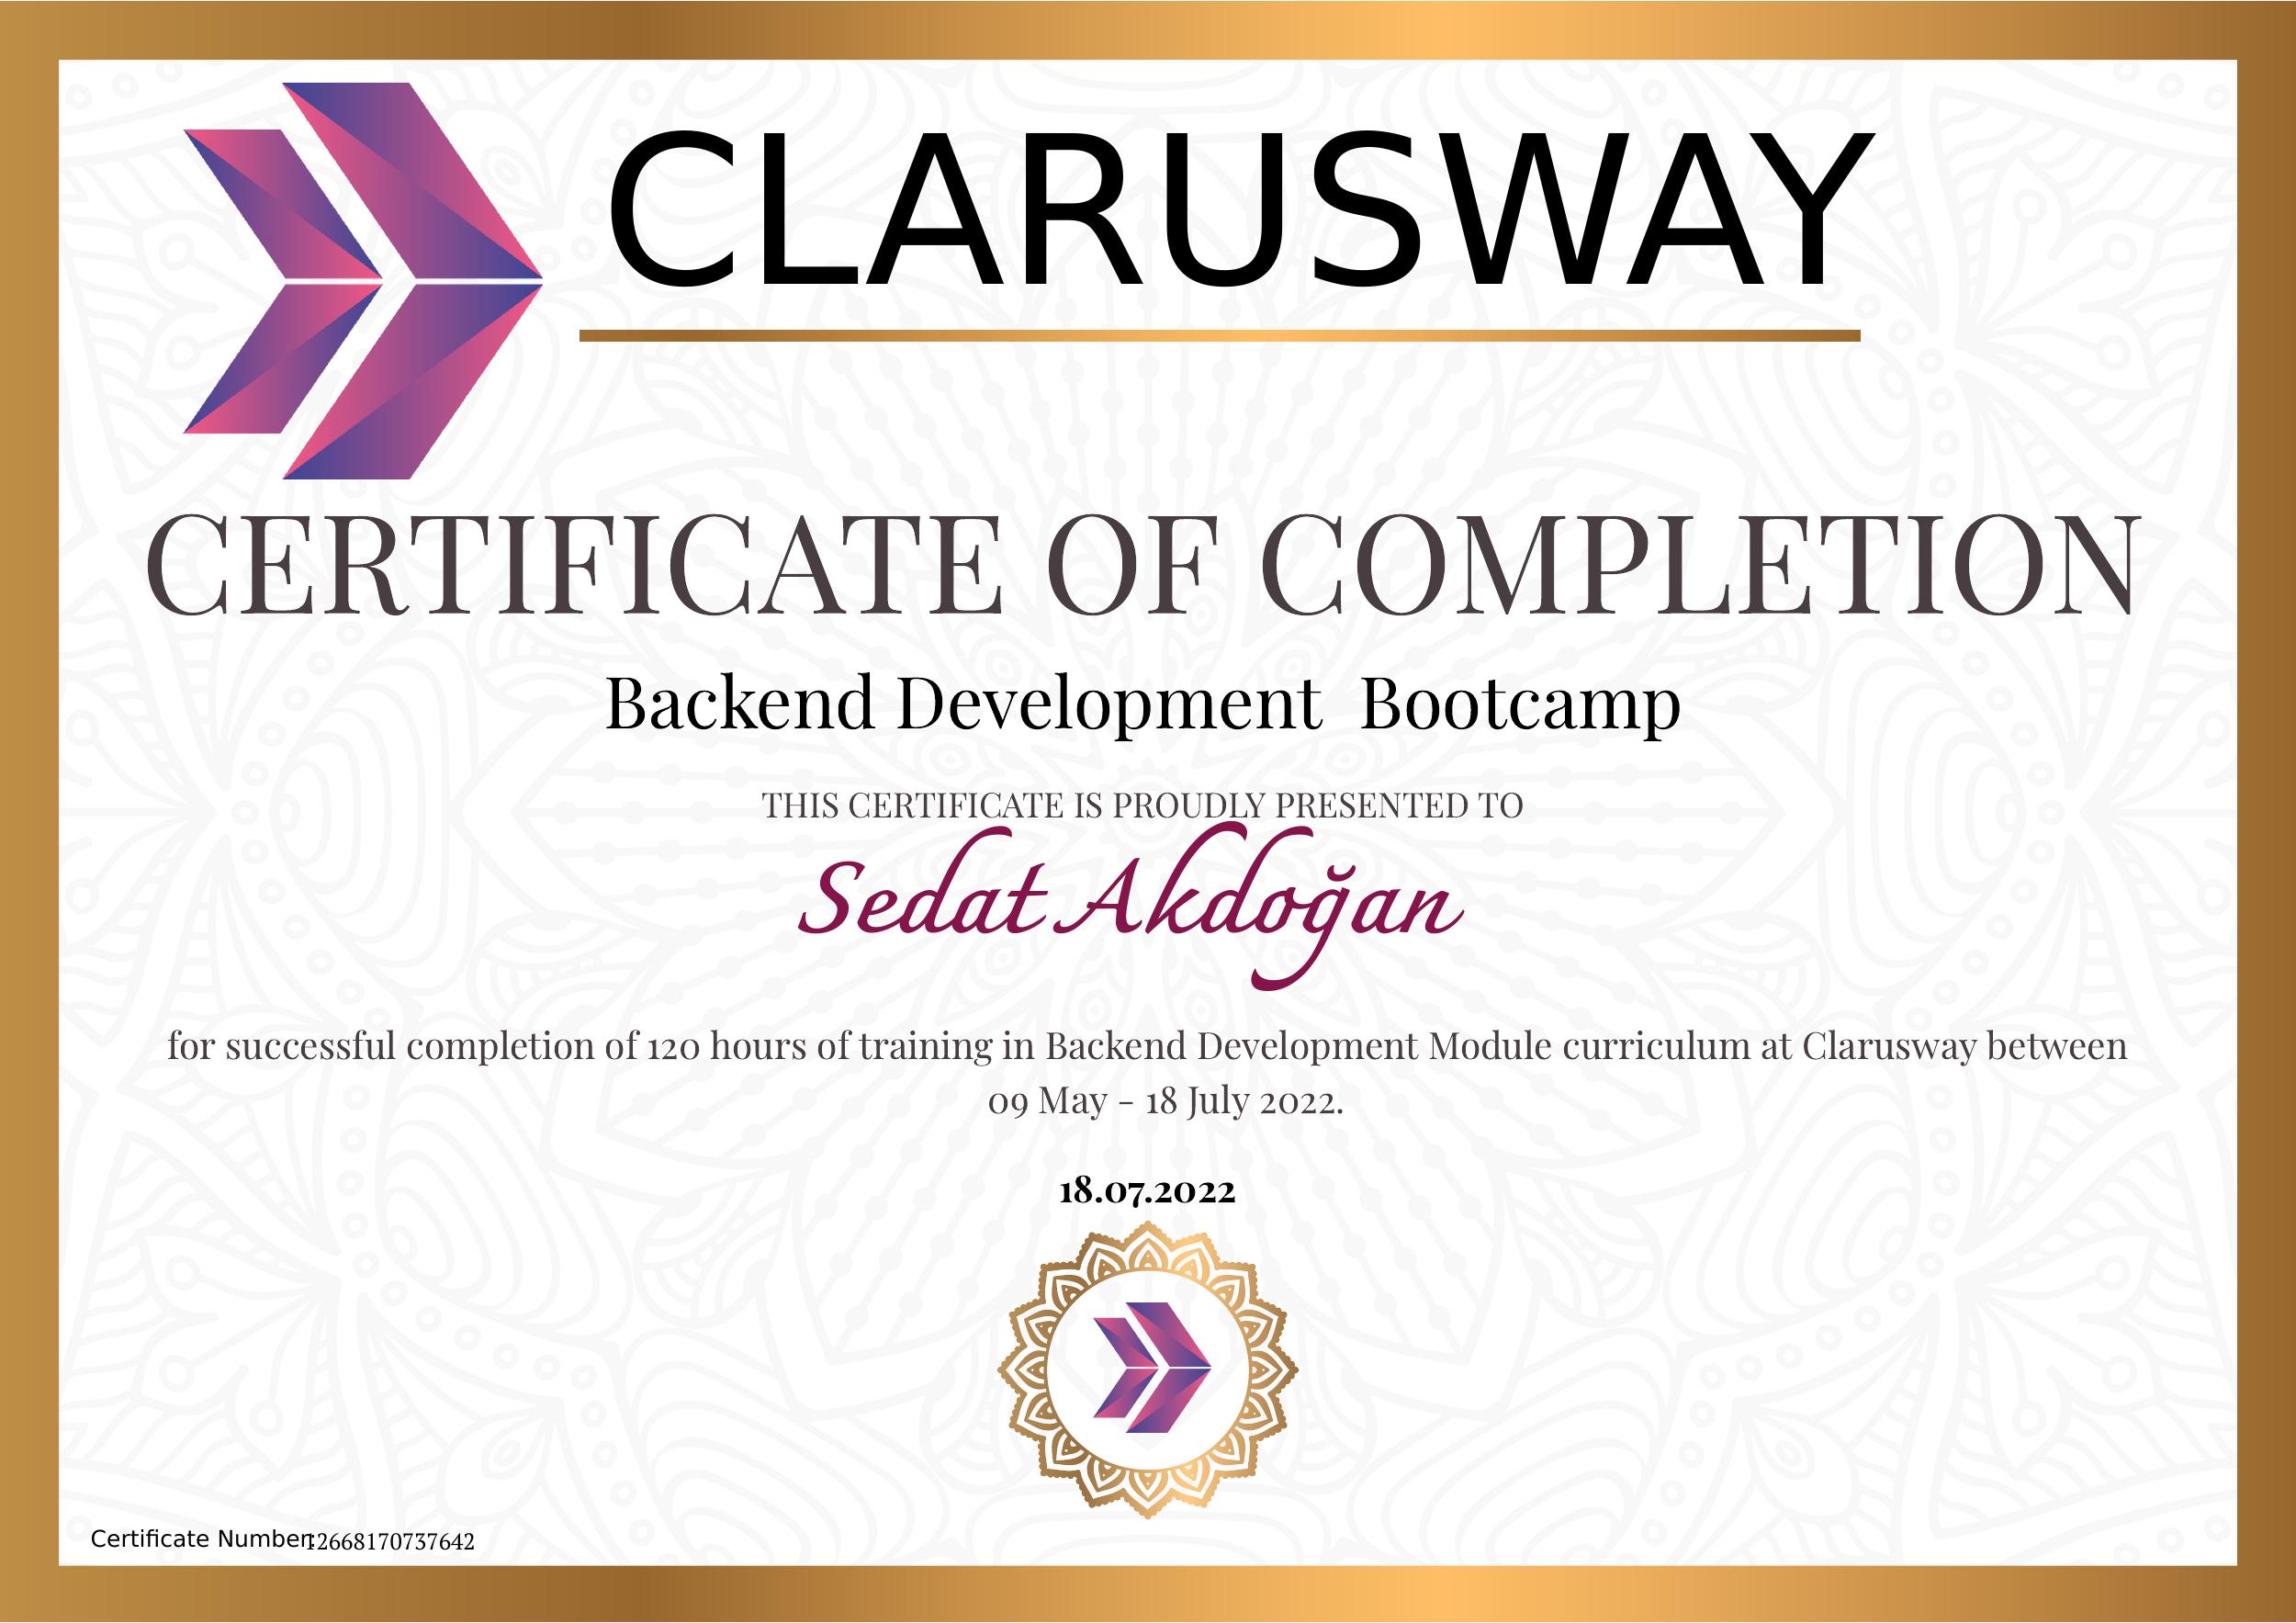 CLARUSWAY
CERTIFICATE OF COMPLETION
Backend Development  Bootcamp
THIS CERTIFICATE IS PROUDLY PRESENTED TO
Sedat Akdoğan
for successful completion of 120 hours of training in Backend Development Module curriculum at Clarusway between
09 May - 18 July 2022.
18.07.2022
Certificate Number: